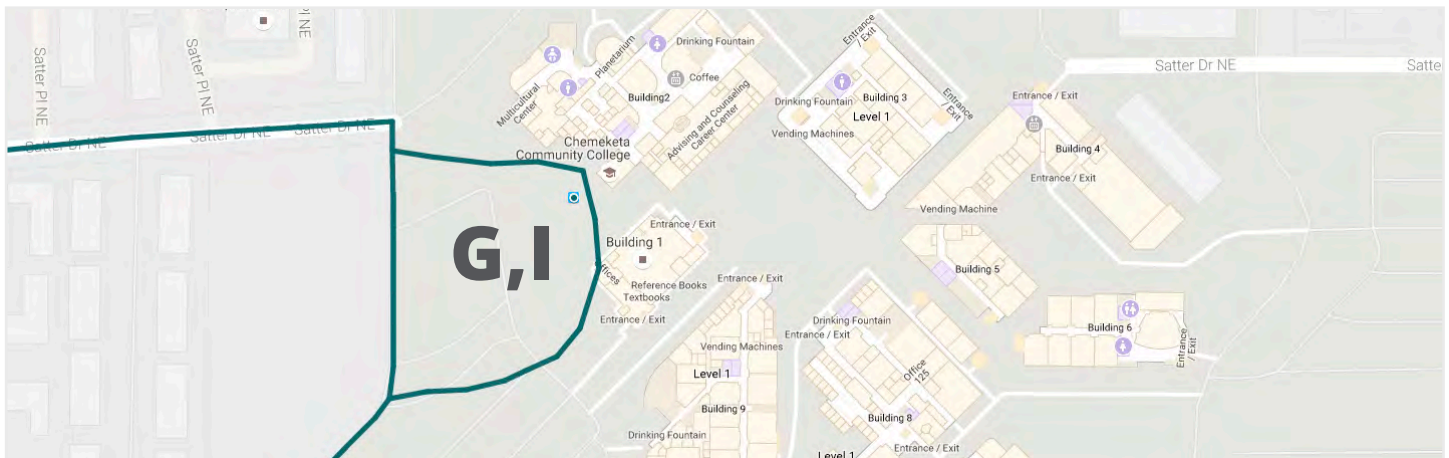 NE
Satter Pl NE
Satter Pl NE
Satter Dr NE
Satter Dr NE
Satter Dr NE
Multicultural
Center
Planetarium
Drinking Fountain
Coffee
Building2
Advising and Counseling
Career Center
Chemeketa
Community College
Entrance
/ Exit
Drinking Fountain
Building 3
Level 1
Vending Machines
Entrance
/ Exit
Satter Dr NE
Satte
Entrance / Exit
Building 4
Entrance / Exit
Vending Machine
G,I
Building 1
Entrance / Exit
Offices
Reference Books
Textbooks
Entrance / Exit
Entrance / Exit
Vending Machines
Level 1
Building 9
Drinking Fountain
Building 5
Drinking Fountain
Entrance / Exit
Office
125
Building 8
Entrance / Exit
Level 1
Building 6
Entrance
/ Exit